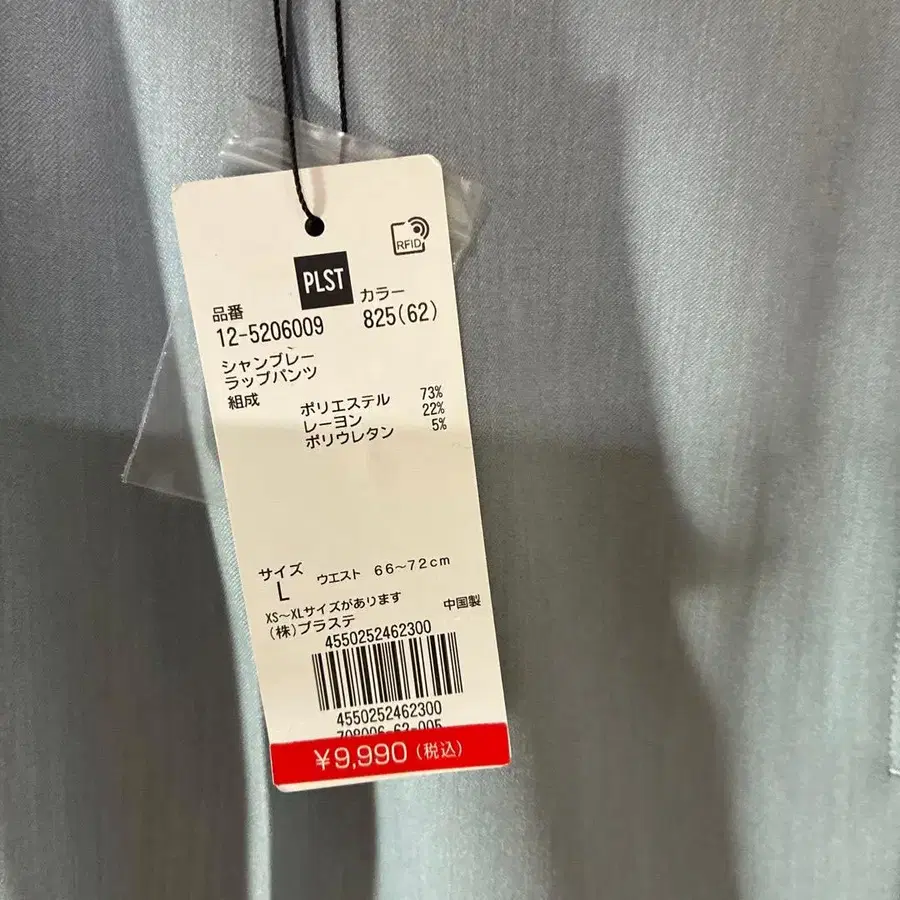 RFID
PLST
品番 カラー
12-5206009 825(62)
シャンブレー
ラップパンツ
組成
ポリエステル 73%
レーヨン 22%
ポリウレタン 5%
サイズ ウエスト 66～72cm
L
XS～XLサイズがあります
(株)プラステ 中国製
4550252462300
4550252462300
708006-62-005
¥9,990(税込)